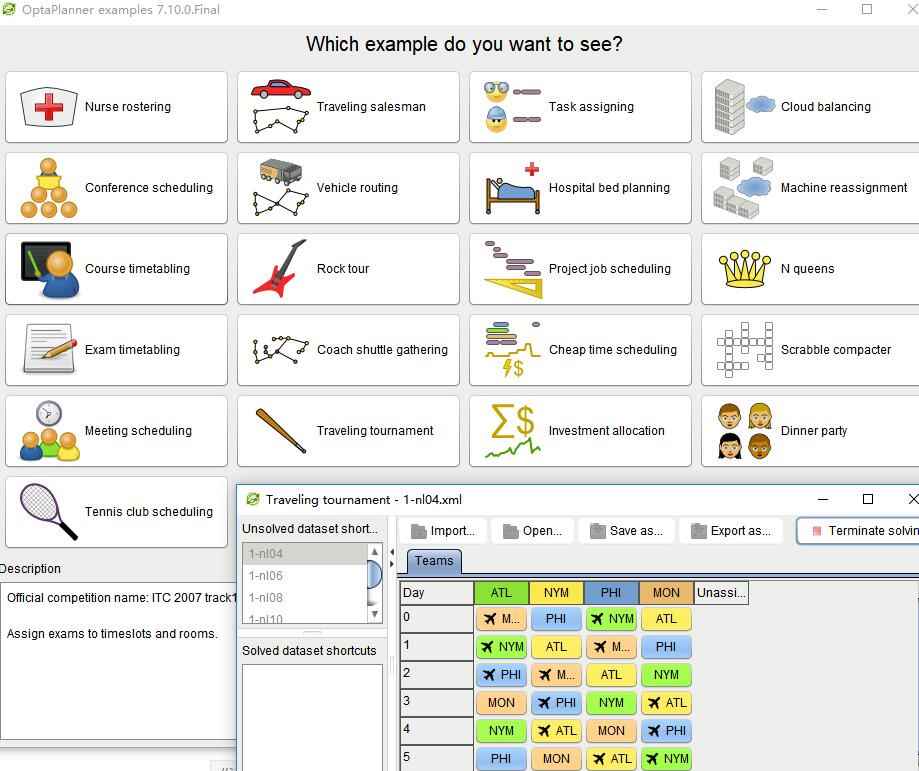 OptaPlanner examples 7.10.0.Final
Which example do you want to see?
Nurse rostering
Traveling salesman
Task assigning
Cloud balancing
Conference scheduling
Vehicle routing
Hospital bed planning
Machine reassignment
Course timetabling
Rock tour
Project job scheduling
N queens
Exam timetabling
Coach shuttle gathering
Cheap time scheduling
Scrabble compacter
Meeting scheduling
Traveling tournament
Investment allocation
Dinner party
Tennis club scheduling
Description
Official competition name: ITC 2007 track1
Assign exams to timeslots and rooms.
Traveling tournament - 1-nl04.xml
Unsolved dataset short...
1-nl04
1-nl06
1-nl08
1-nl10
Solved dataset shortcuts
Import...
Open...
Save as...
Export as...
Terminate solvin
Teams
Day ATL NYM PHI MON Unassi...
0 M... PHI NYM ATL
1 NYM ATL M... PHI
2 PHI M... ATL NYM
3 MON PHI NYM ATL
4 NYM ATL MON PHI
5 PHI MON ATL NYM